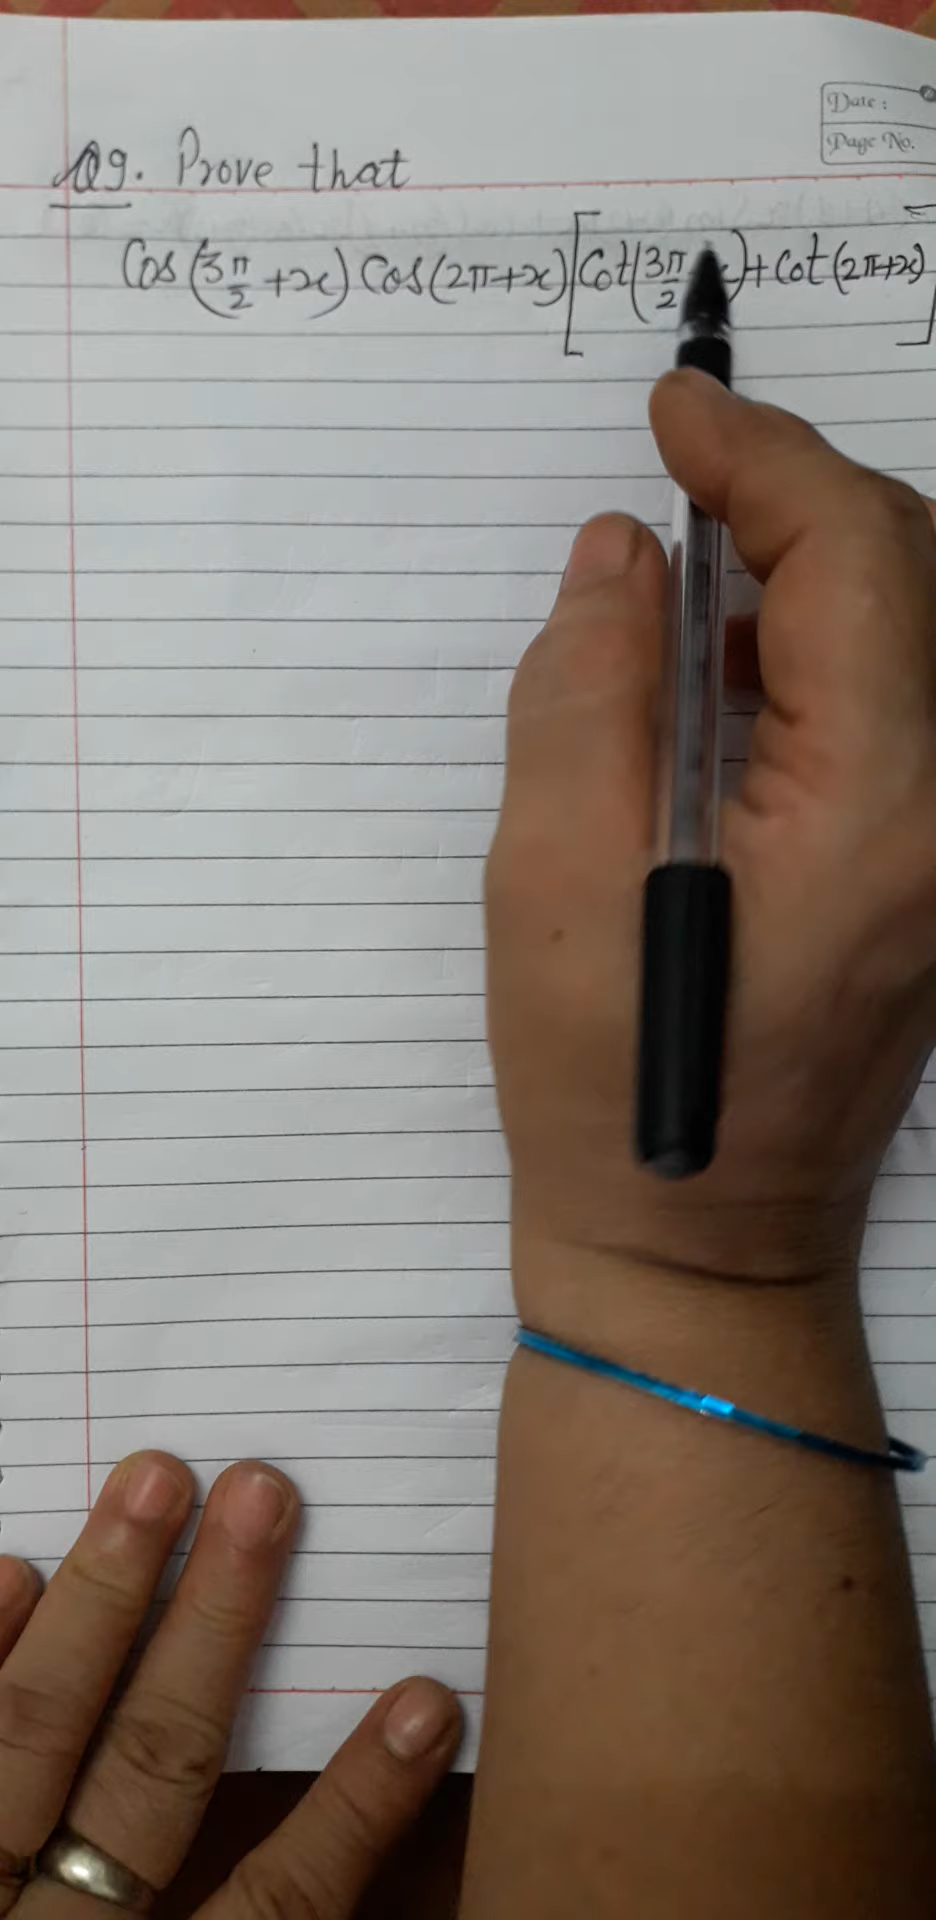 Date :
Page No.
Q9. Prove that
Cos (3π/2 +x) Cos (2π+x) [Cot (3π/2 ) + Cot (2π+x)]